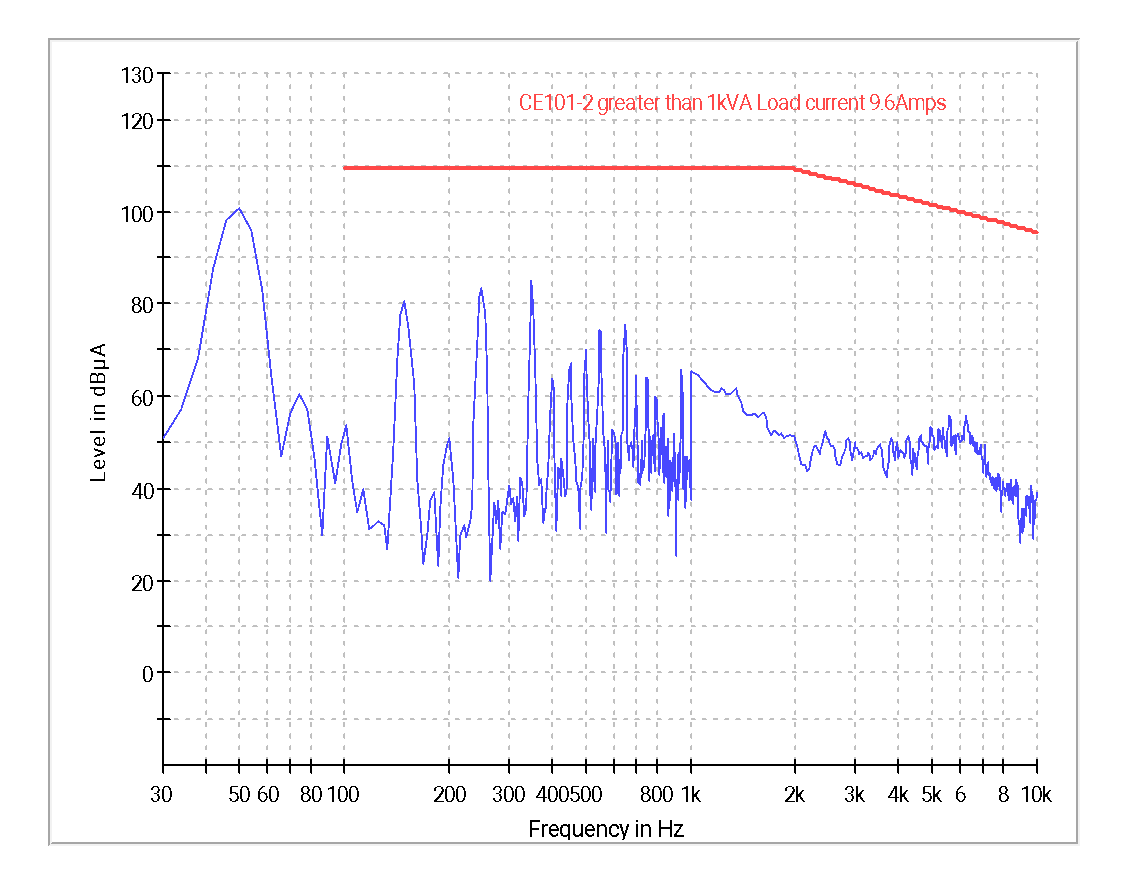 130
CE101-2 greater than 1kVA Load current 9.6Amps
120
100
80
60
40
20
0
Level in dBµA
30 50 60 80 100 200 300 400 500 800 1k 2k 3k 4k 5k 6 8 10k
Frequency in Hz